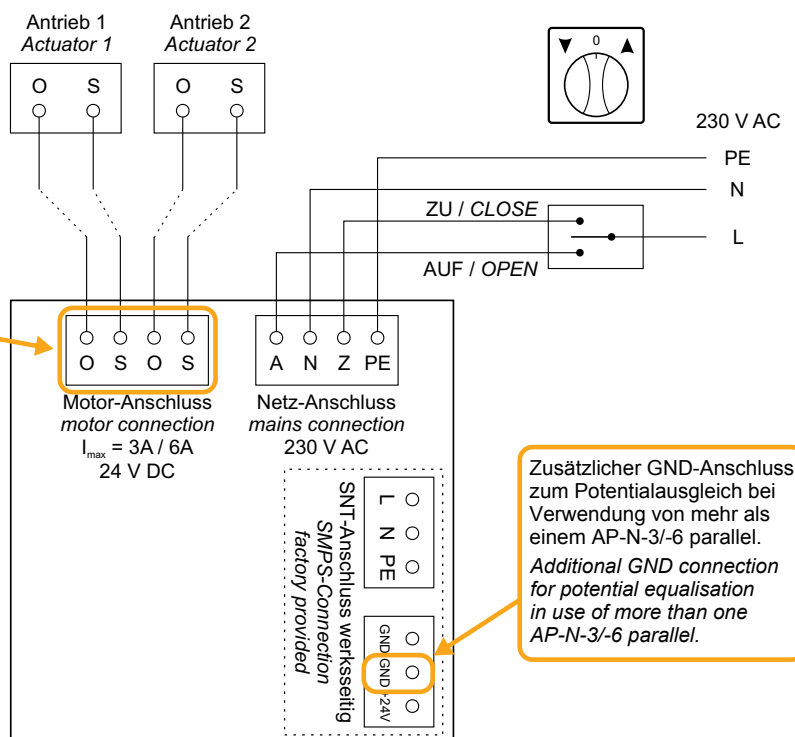 Antrieb 1
Actuator 1
Antrieb 2
Actuator 2
O S
O S
0
230 V AC
PE
N
L
ZU / CLOSE
AUF / OPEN
O S O S
A N Z PE
Motor-Anschluss
motor connection
Imax = 3A / 6A
24 V DC
Netz-Anschluss
mains connection
230 V AC
SNT-Anschluss werksseitig
SMPS-Connection
factory provided
L
N
PE
GND
GND
+24V
Zusätzlicher GND-Anschluss
zum Potentialausgleich bei
Verwendung von mehr als
einem AP-N-3/-6 parallel.
Additional GND connection
for potential equalisation
in use of more than one
AP-N-3/-6 parallel.